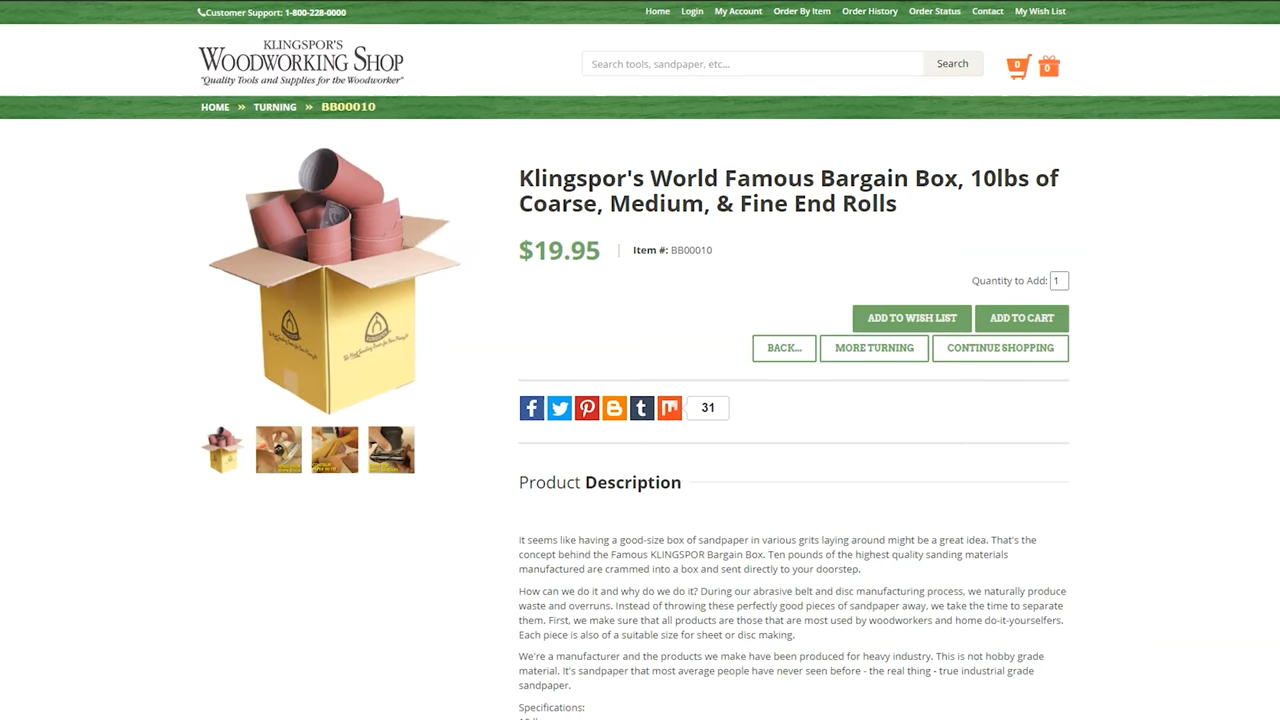 Customer Support: 1-800-228-0000
Home Login My Account Order By Item Order History Order Status Contact My Wish List
KLINGSPOR'S
WOODWORKING SHOP
"Quality Tools and Supplies for the Woodworker"
Search tools, sandpaper, etc...
Search
0
0
HOME » TURNING » BB00010
Klingspor's World Famous Bargain Box, 10lbs of
Coarse, Medium, & Fine End Rolls
$19.95
Item #: BB00010
Quantity to Add: 1
ADD TO WISH LIST
ADD TO CART
BACK...
MORE TURNING
CONTINUE SHOPPING
31
Product Description
It seems like having a good-size box of sandpaper in various grits laying around might be a great idea. That's the
concept behind the Famous KLINGSPOR Bargain Box. Ten pounds of the highest quality sanding materials
manufactured are crammed into a box and sent directly to your doorstep.
How can we do it and why do we do it? During our abrasive belt and disc manufacturing process, we naturally produce
waste and overruns. Instead of throwing these perfectly good pieces of sandpaper away, we take the time to separate
them. First, we make sure that all products are those that are most used by woodworkers and home do-it-yourselfers.
Each piece is also of a suitable size for sheet or disc making.
We're a manufacturer and the products we make have been produced for heavy industry. This is not hobby grade
material. It's sandpaper that most average people have never seen before - the real thing - true industrial grade
sandpaper.
Specifications: